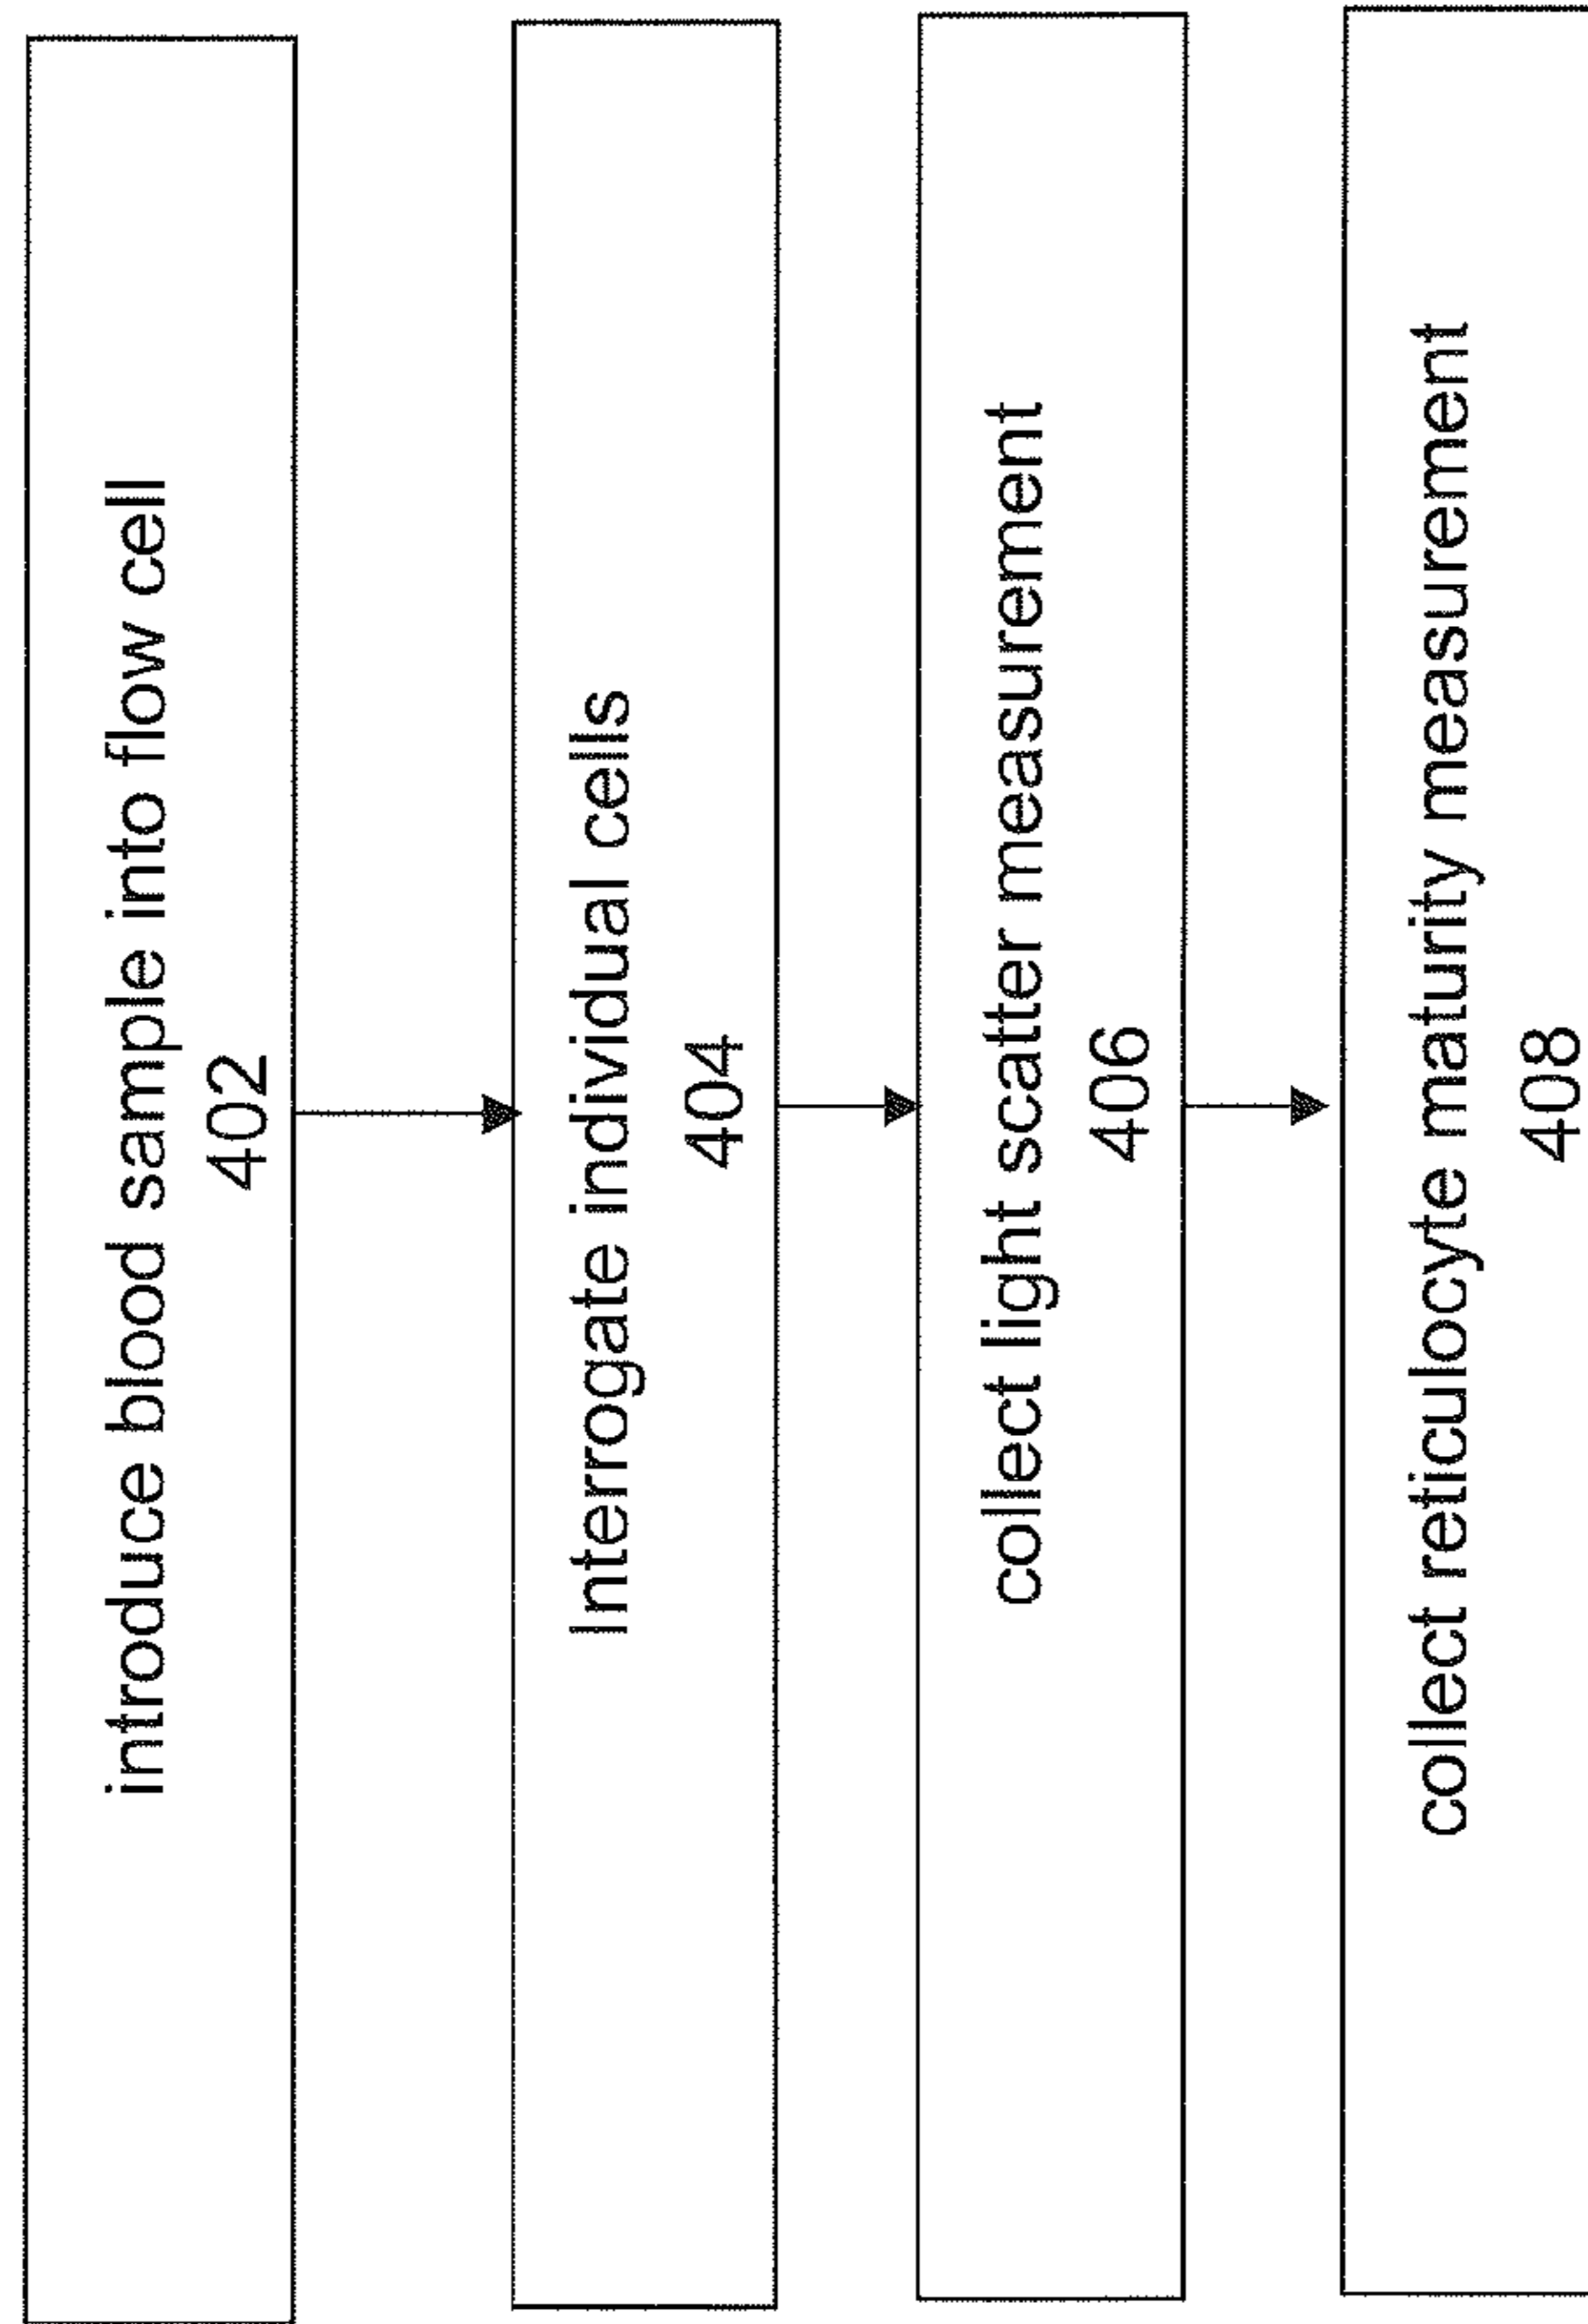 introduce blood sample into flow cell
402
Interrogate individual cells
404
collect light scatter measurement
406
collect reticulocyte maturity measurement
408